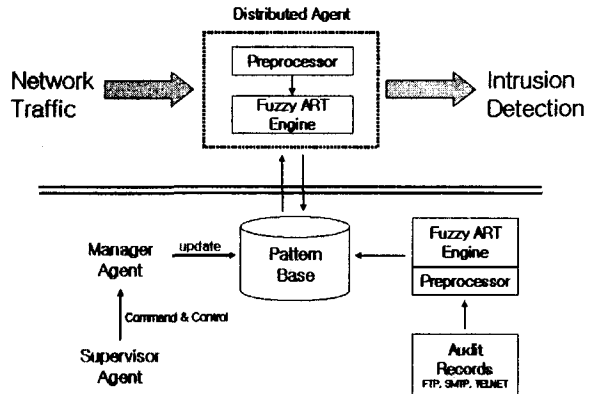 Distributed Agent
Network
Traffic
Preprocessor
Fuzzy ART
Engine
Intrusion
Detection
Manager
Agent
update
Pattern
Base
Fuzzy ART
Engine
Preprocessor
Command & Control
Supervisor
Agent
Audit
Records
FTP, SMTP, TELNET